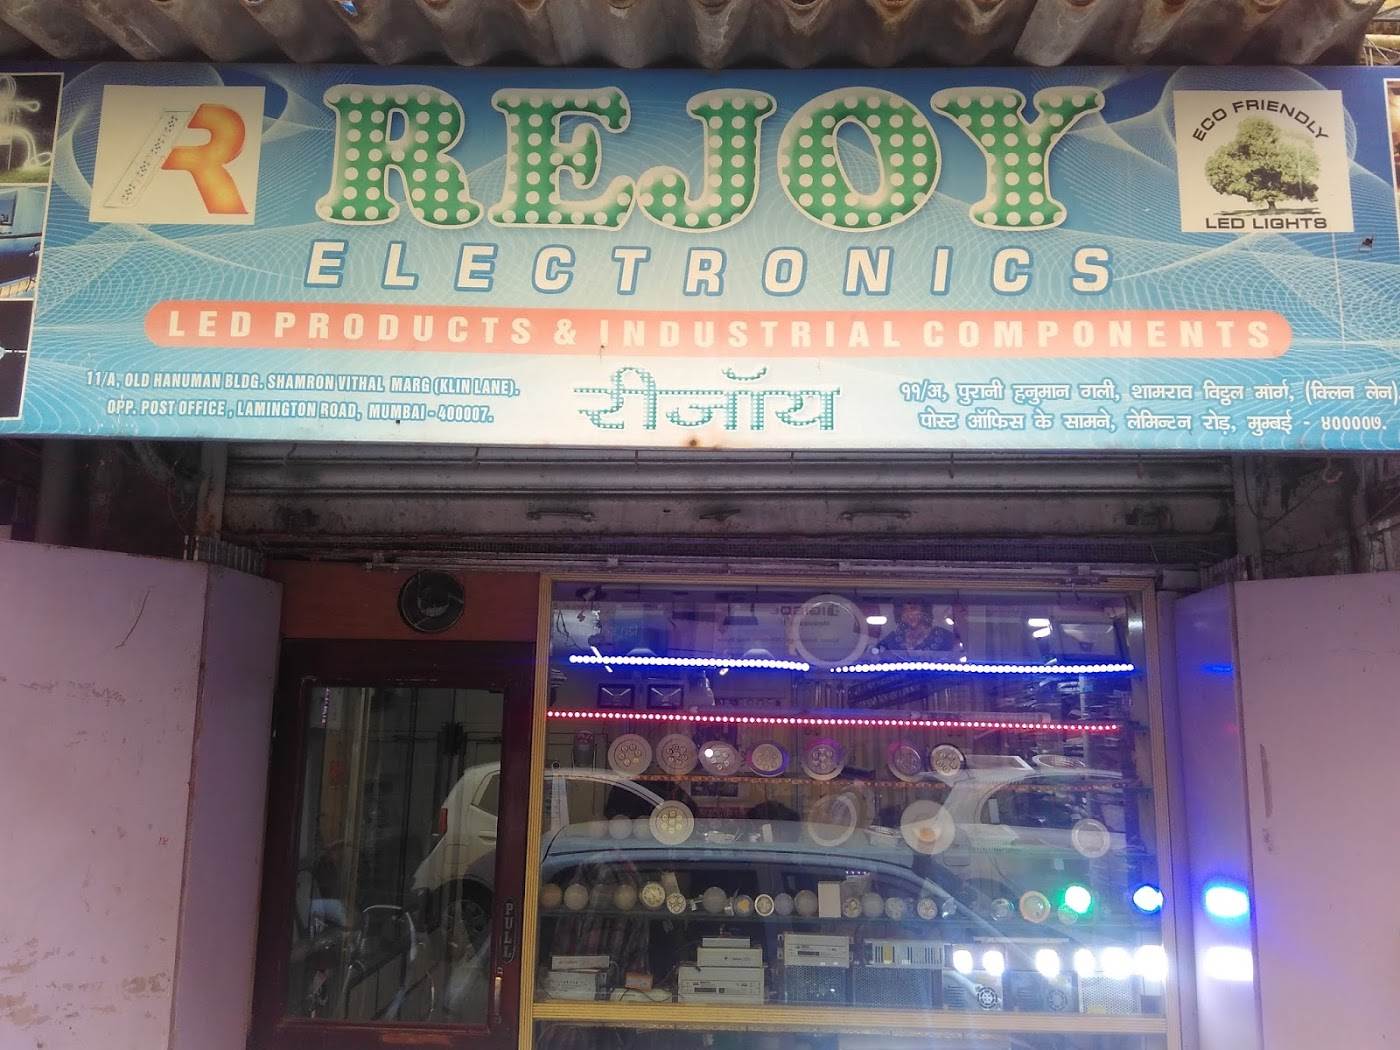 REJOY
ECO FRIENDLY
LED LIGHTS
ELECTRONICS
LED PRODUCTS & INDUSTRIAL COMPONENTS
11/A, OLD HANUMAN BLDG. SHAMRON VITHAL MARG (KLIN LANE).
OPP. POST OFFICE, LAMINGTON ROAD, MUMBAI - 400007.
रीजॉय
११/अ, पुरानी हनुमान गली, शामराव विट्ठल मार्ग, (क्लिन लेन)
पोस्ट ऑफिस के सामने, लेमिन्टन रोड़, मुम्बई - ४००००७.
PULL